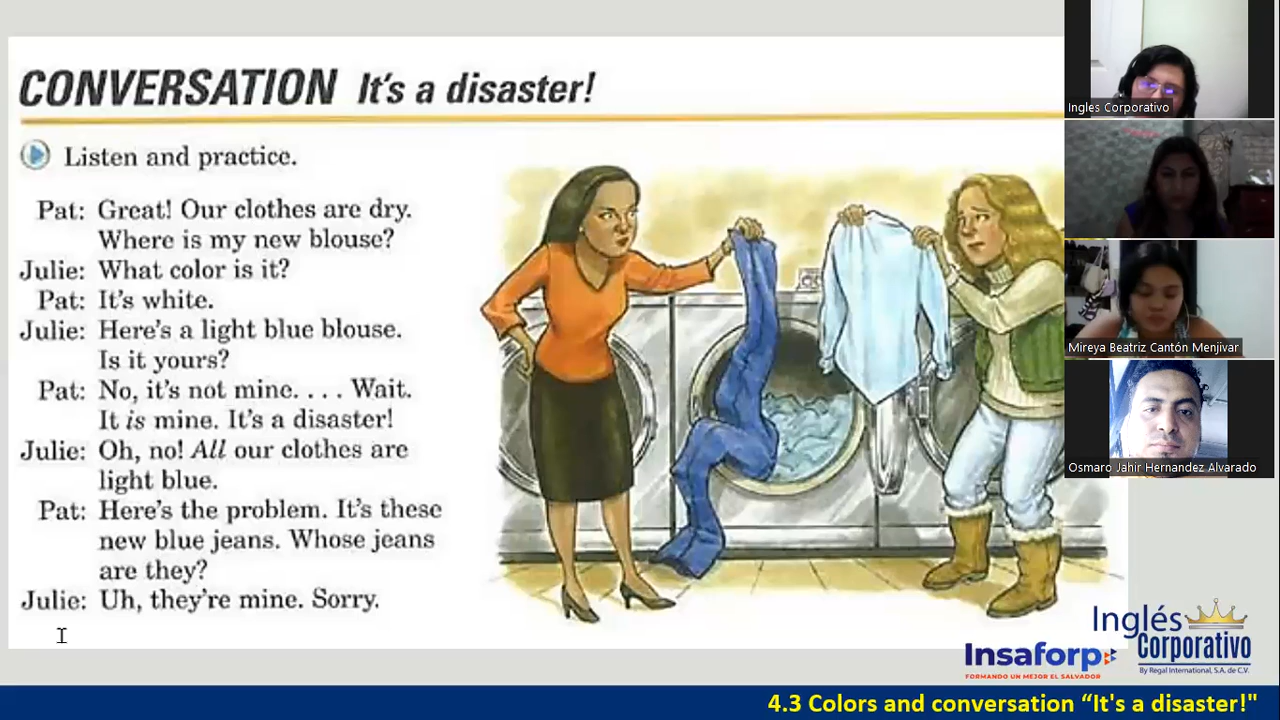 CONVERSATION It's a disaster!
Listen and practice.
Pat: Great! Our clothes are dry.
Where is my new blouse?
Julie: What color is it?
Pat: It's white.
Julie: Here's a light blue blouse.
Is it yours?
Pat: No, it's not mine. . . . Wait.
It is mine. It's a disaster!
Julie: Oh, no! All our clothes are
light blue.
Pat: Here's the problem. It's these
new blue jeans. Whose jeans
are they?
Julie: Uh, they're mine. Sorry.
Ingles Corporativo
Mireya Beatriz Cantón Menjivar
Osmaro Jahir Hernandez Alvarado
Insaforp
FORMANDO UN MEJOR EL SALVADOR
Inglés
Corporativo
By Regal International, S.A. de C.V.
4.3 Colors and conversation “It's a disaster!"